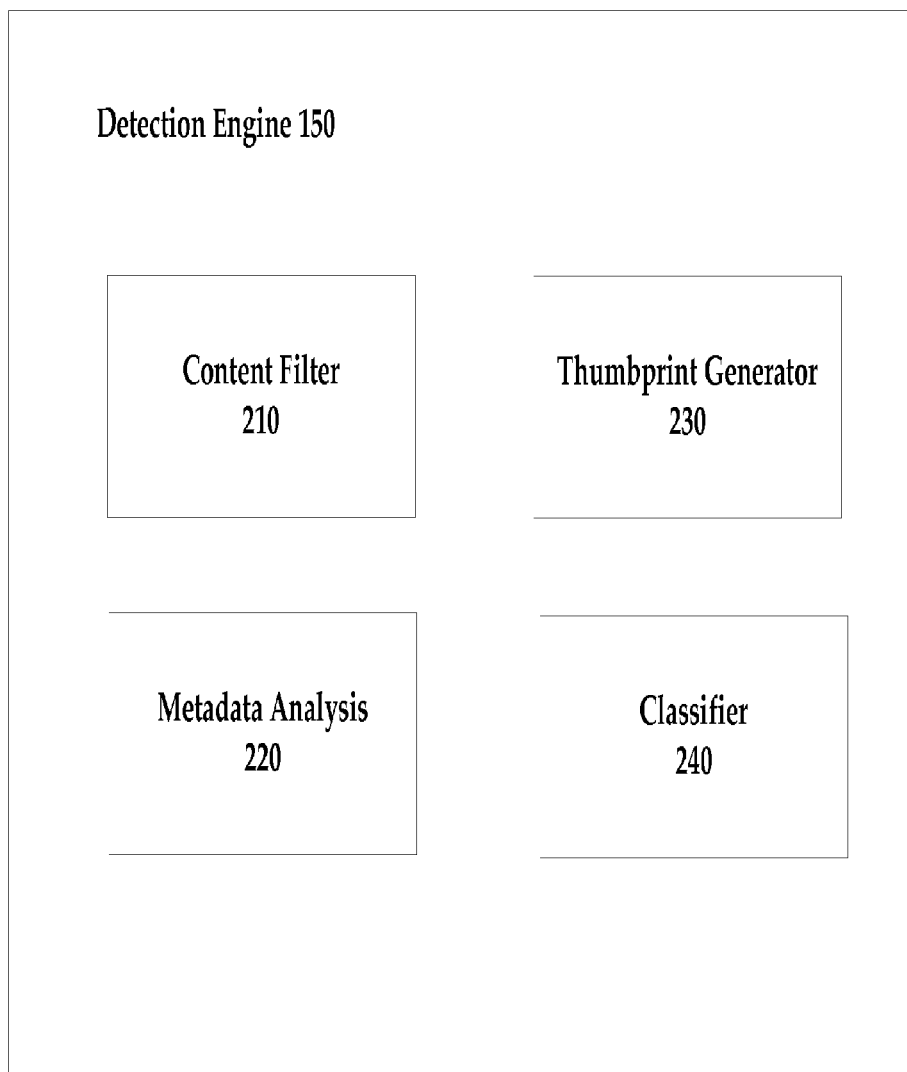 Detection Engine 150
Content Filter
210
Thumbprint Generator
230
Metadata Analysis
220
Classifier
240